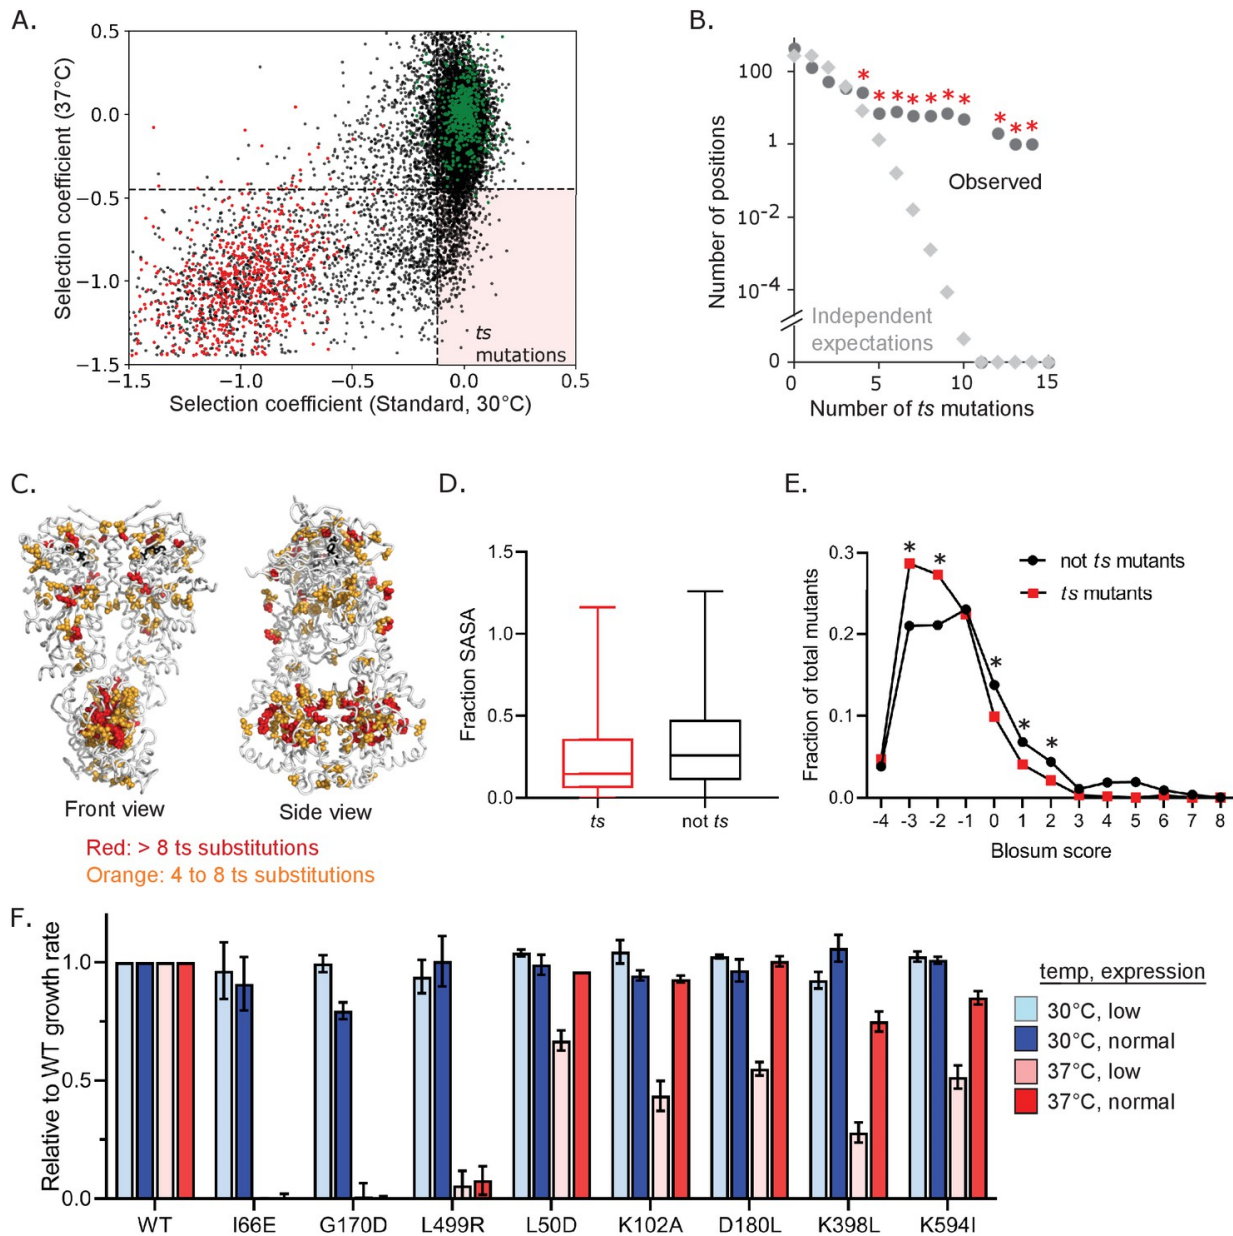 A.
Selection coefficient (37°C)
0.5
0.0
−0.5
−1.0
−1.5
ts
mutations
−1.5
−1.0
−0.5
0.0
0.5
Selection coefficient (Standard, 30°C)
B.
Number of positions
100
1
10-2
10-4
0
* * * * * * * * * *
Observed
Independent
expectations
0
5
10
15
Number of ts mutations
C.
Front view
Side view
Red: > 8 ts substitutions
Orange: 4 to 8 ts substitutions
D.
Fraction SASA
1.5
1.0
0.5
0.0
ts
not ts
E.
Fraction of total mutants
0.3
0.2
0.1
0.0
* * * * *
not ts mutants
ts mutants
-4 -3 -2 -1 0 1 2 3 4 5 6 7 8
Blosum score
F.
Relative to WT growth rate
1.0
0.5
0.0
WT I66E G170D L499R L50D K102A D180L K398L K594I
temp, expression
30°C, low
30°C, normal
37°C, low
37°C, normal